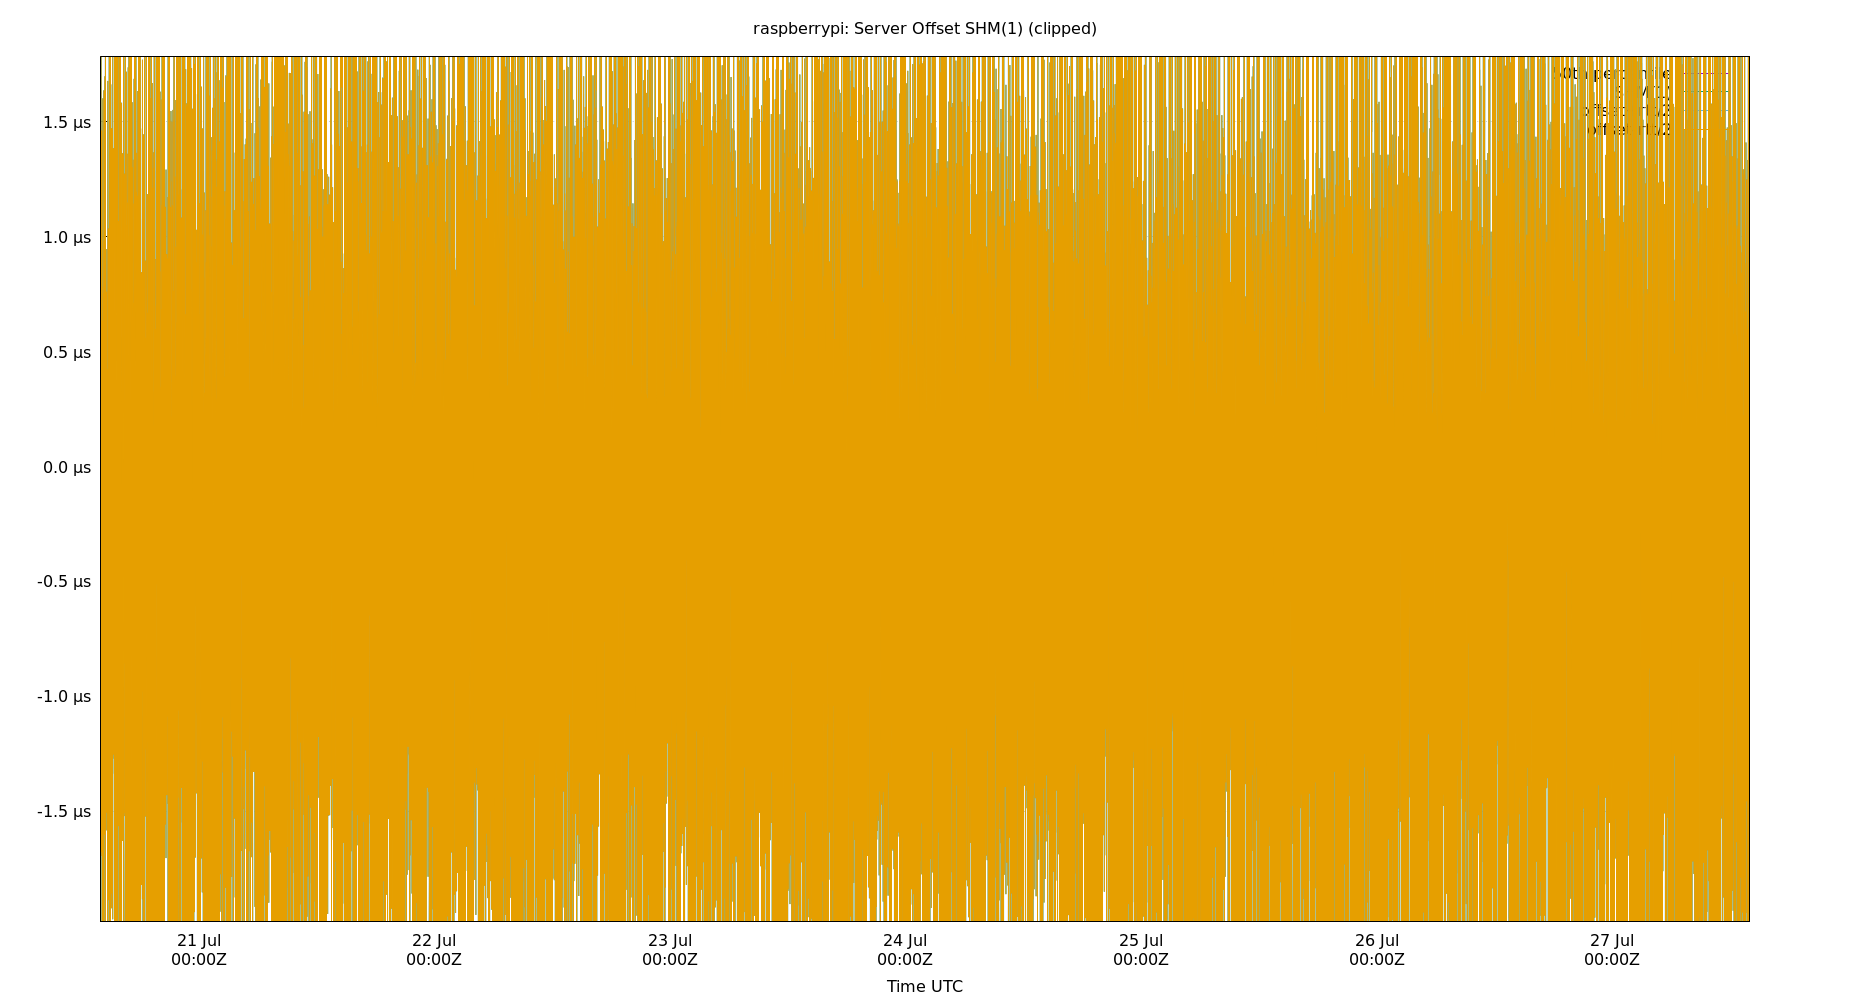 raspberrypi: Server Offset SHM(1) (clipped)
1.5 µs
1.0 µs
0.5 µs
0.0 µs
-0.5 µs
-1.0 µs
-1.5 µs
21 Jul 22 Jul 23 Jul 24 Jul 25 Jul 26 Jul 27 Jul
00:00Z 00:00Z 00:00Z 00:00Z 00:00Z 00:00Z 00:00Z
Time UTC